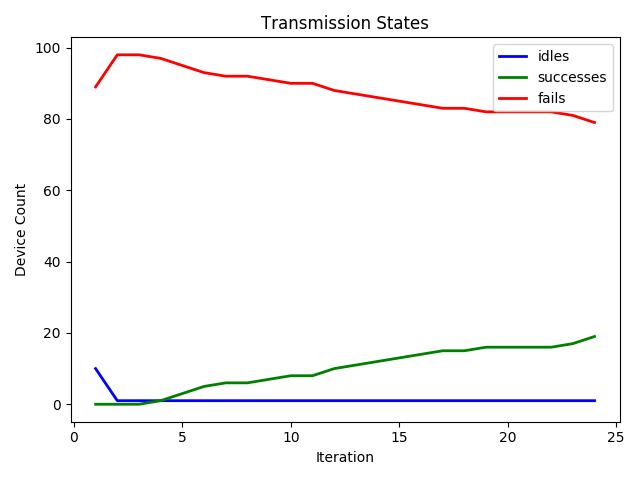 Transmission States
100
80
60
40
20
0
Device Count
idles
successes
fails
0 5 10 15 20 25
Iteration